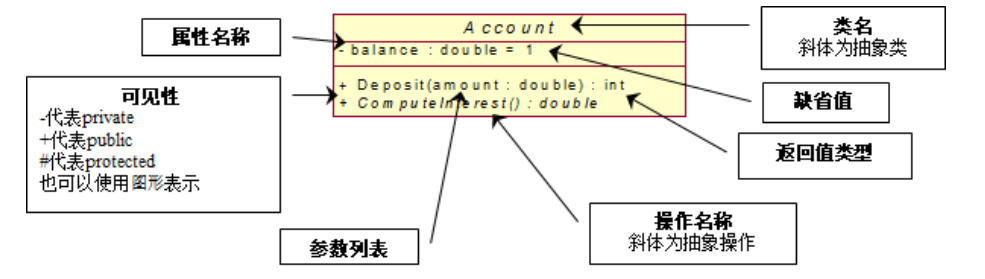 Account
- balance : double = 1
+ Deposit(amount : double) : int
+ ComputeInerest() : double
属性名称
类名
斜体为抽象类
可见性
-代表private
+代表public
#代表protected
也可以使用图形表示
缺省值
返回值类型
参数列表
操作名称
斜体为抽象操作